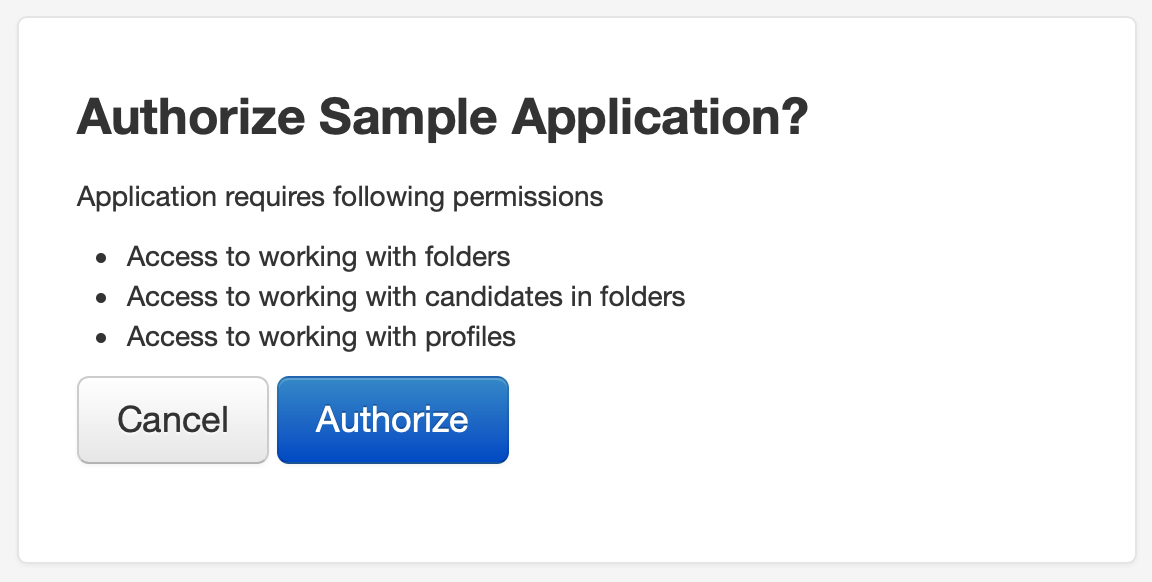 Authorize Sample Application?
Application requires following permissions
• Access to working with folders
• Access to working with candidates in folders
• Access to working with profiles
Cancel Authorize